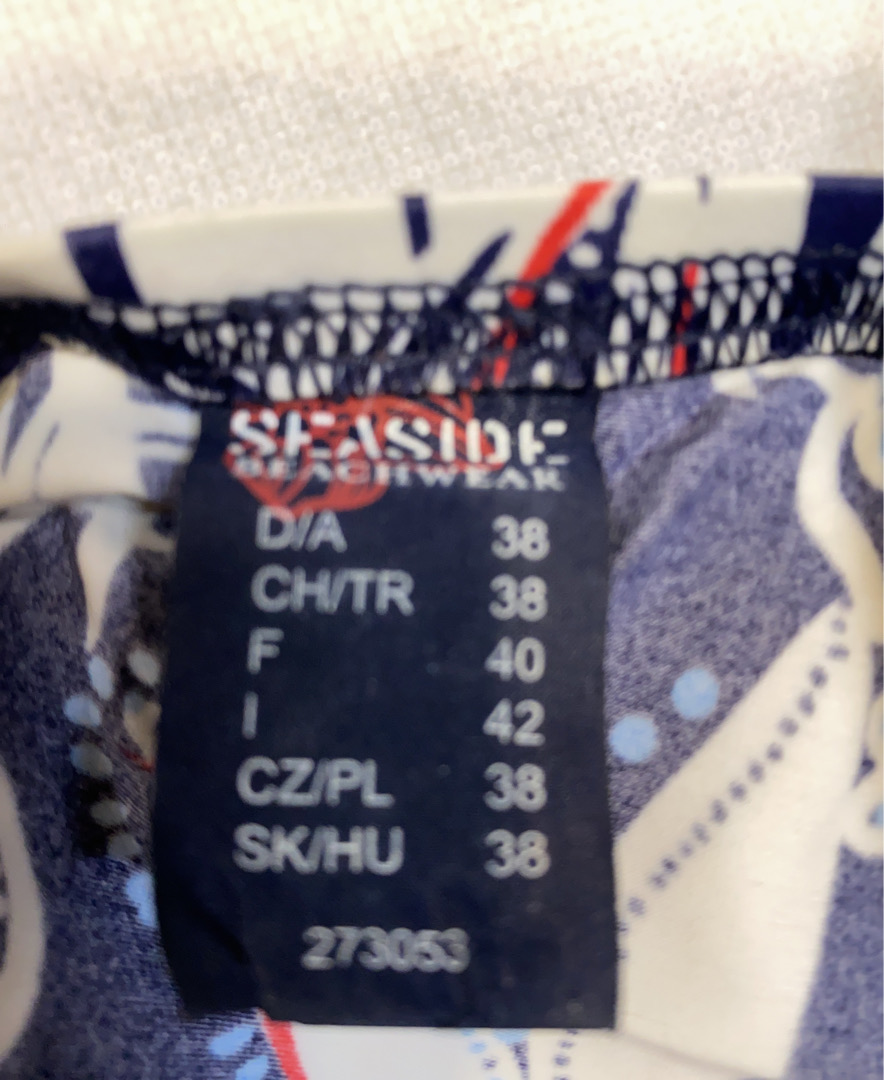 SEASIDE
BEACHWEAR
D/A 38
CH/TR 38
F 40
I 42
CZ/PL 38
SK/HU 38
273053